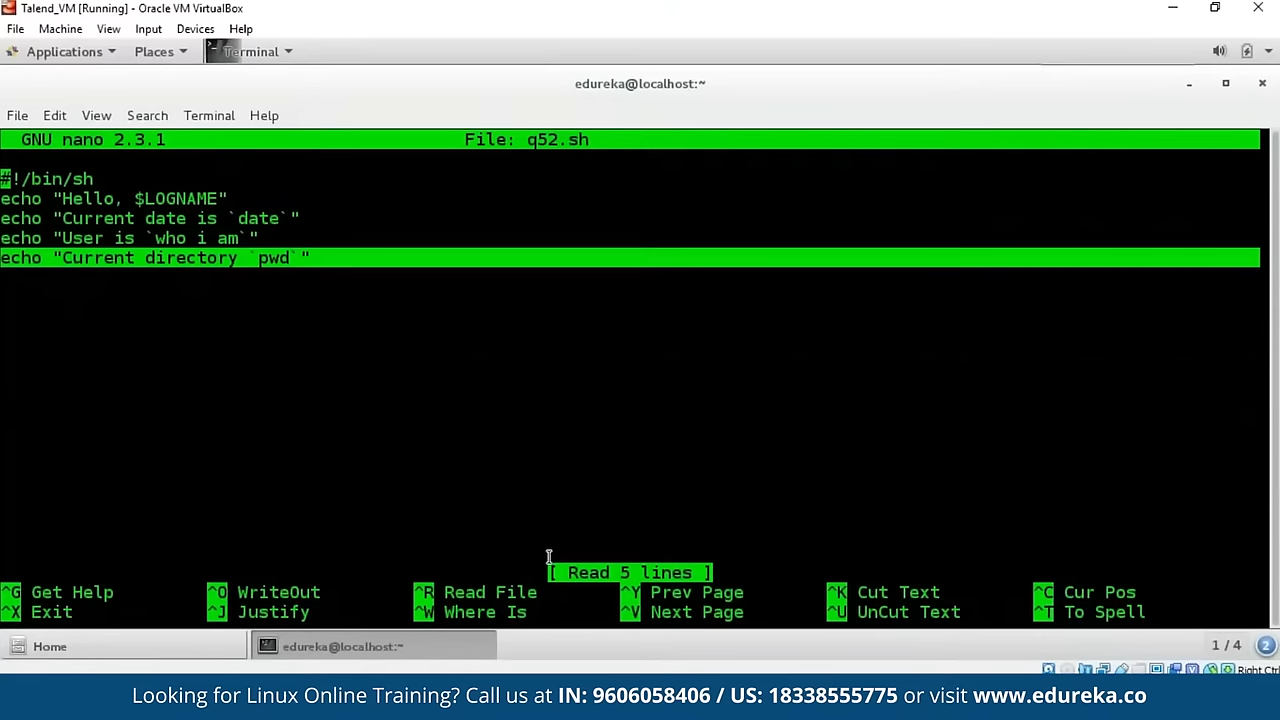 Talend_VM [Running] - Oracle VM VirtualBox
File Machine View Input Devices Help
Applications Places Terminal
edureka@localhost:~
File Edit View Search Terminal Help
GNU nano 2.3.1 File: q52.sh
#!/bin/sh
echo "Hello, $LOGNAME"
echo "Current date is `date`"
echo "User is `who i am`"
echo "Current directory `pwd`"
[ Read 5 lines ]
^G Get Help ^O WriteOut ^R Read File ^Y Prev Page ^K Cut Text ^C Cur Pos
^X Exit ^J Justify ^W Where Is ^V Next Page ^U UnCut Text ^T To Spell
Home edureka@localhost:~ 1 / 4 2
Right Ctrl
Looking for Linux Online Training? Call us at IN: 9606058406 / US: 18338555775 or visit www.edureka.co